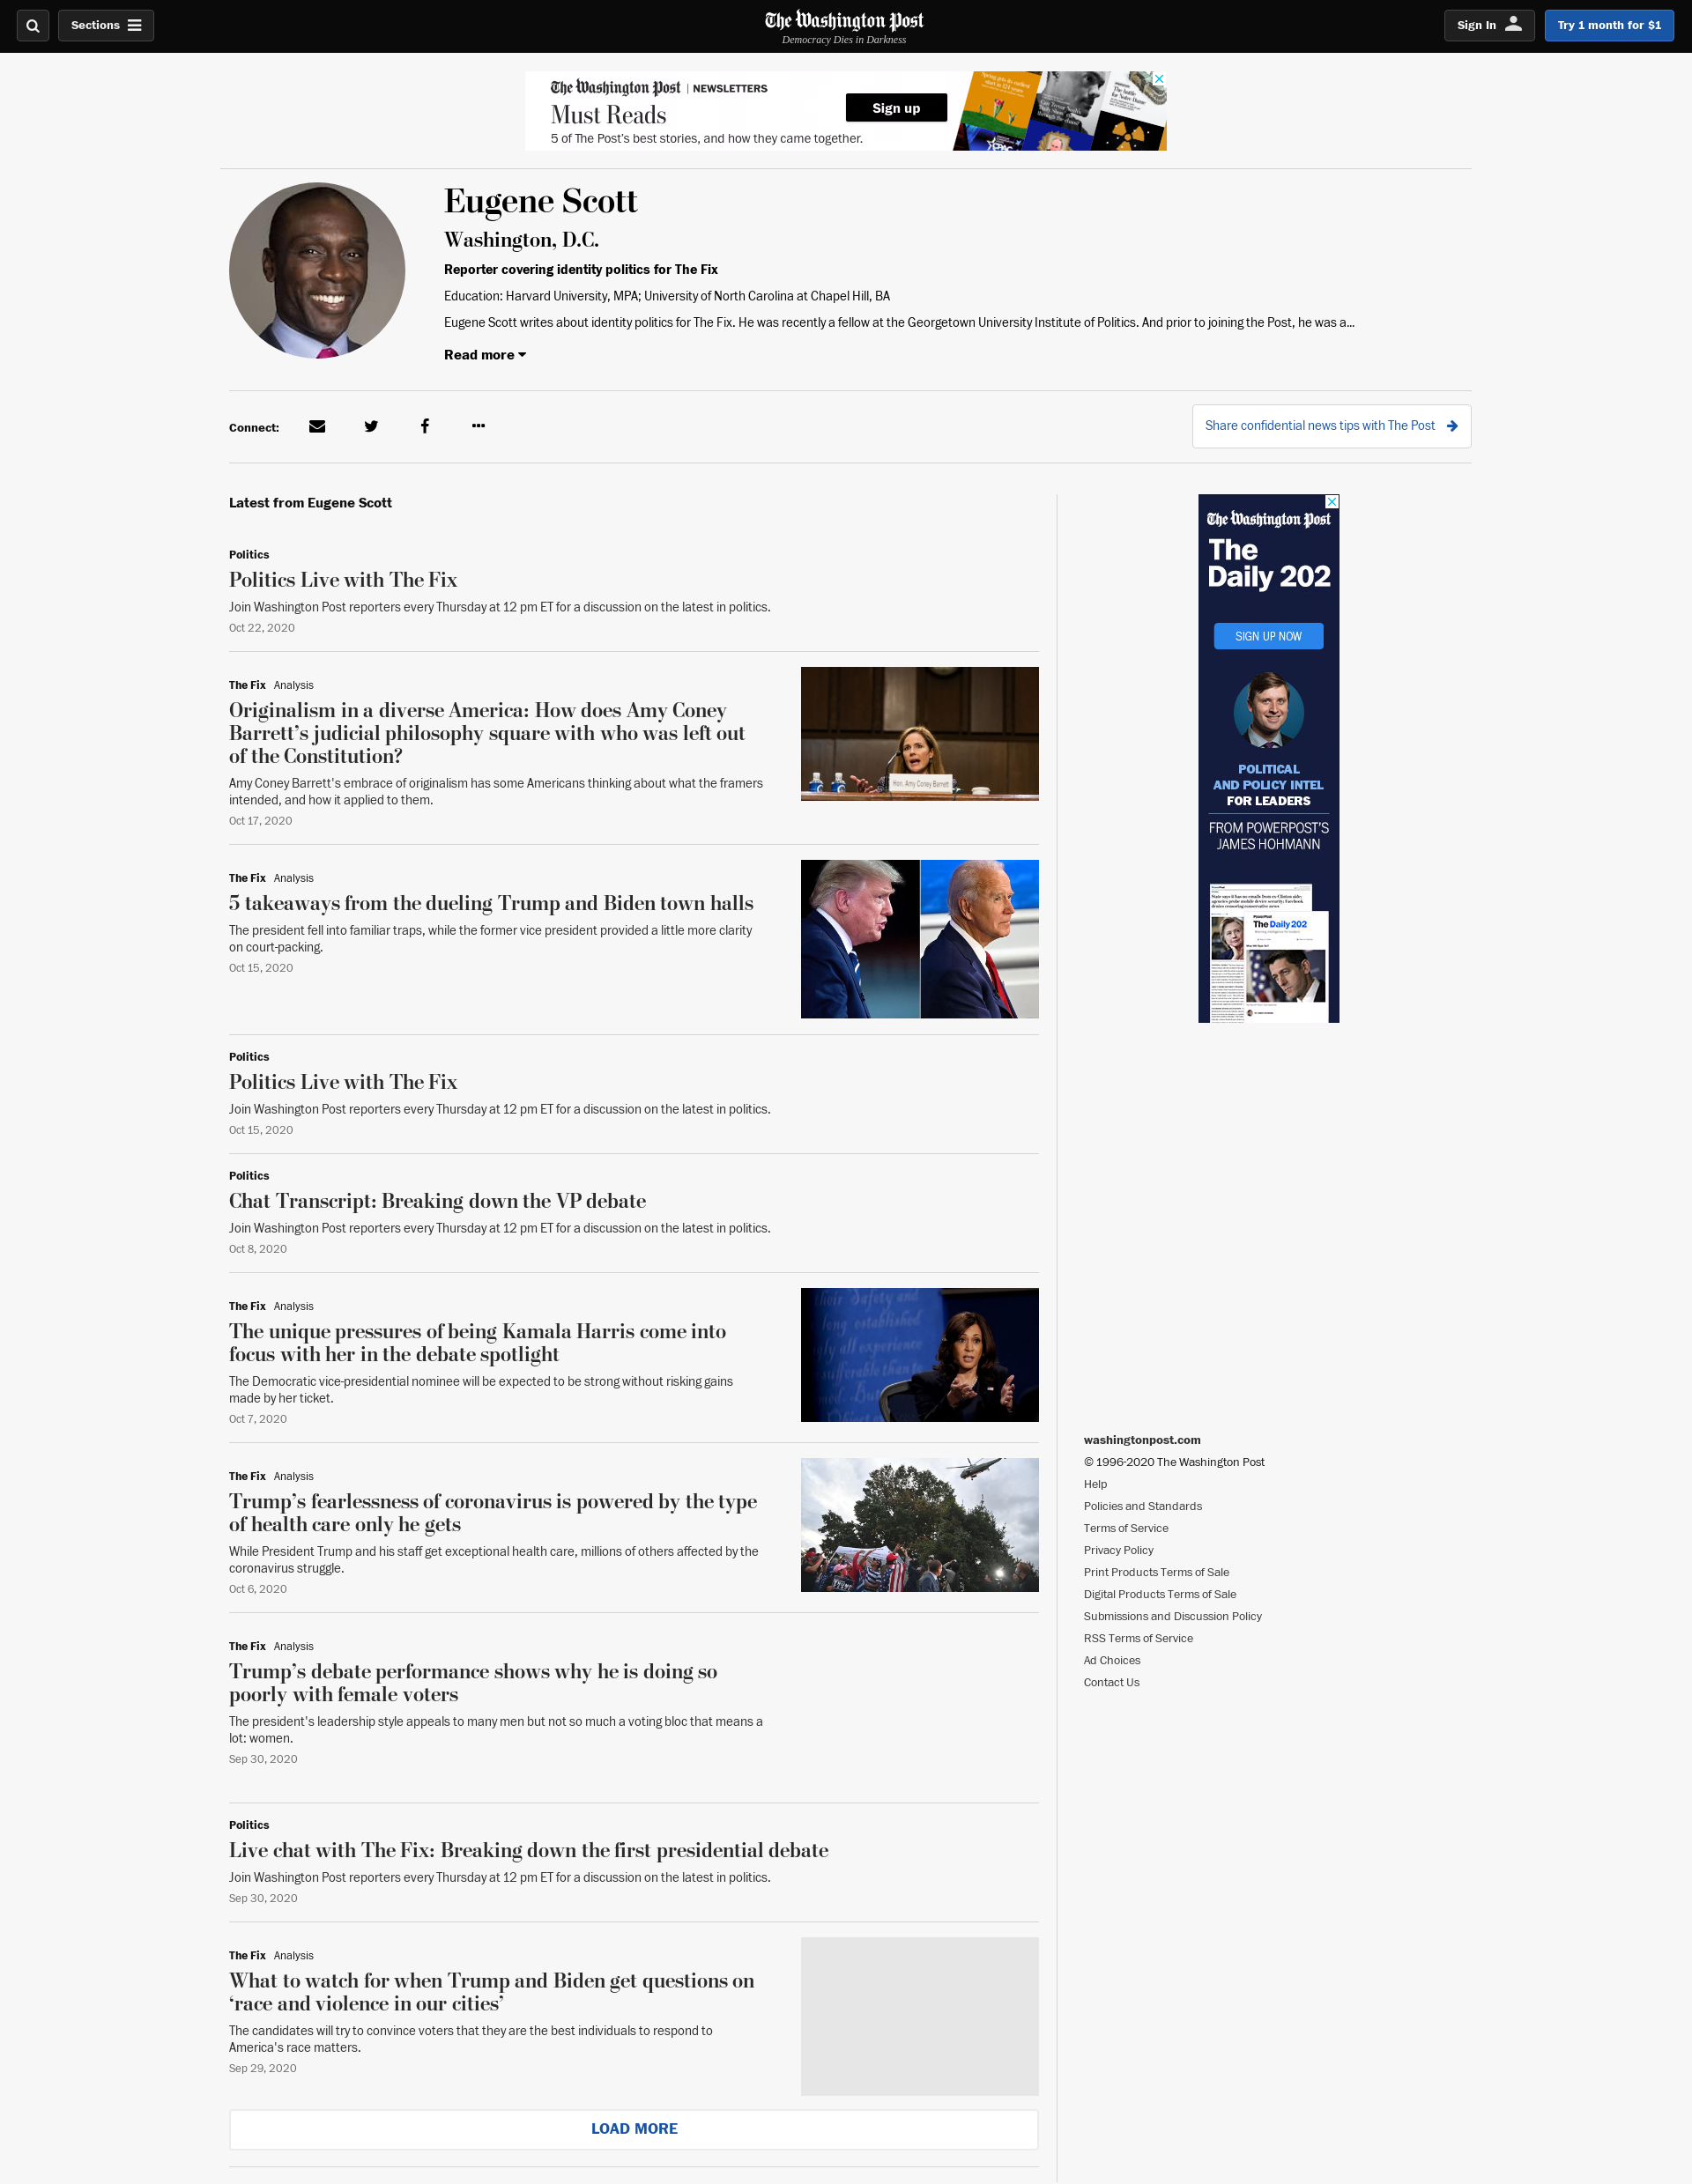 Sections
The Washington Post
Democracy Dies in Darkness
Sign In
Try 1 month for $1
The Washington Post | NEWSLETTERS
Must Reads
5 of The Post's best stories, and how they came together.
Sign up
Eugene Scott
Washington, D.C.
Reporter covering identity politics for The Fix
Education: Harvard University, MPA; University of North Carolina at Chapel Hill, BA
Eugene Scott writes about identity politics for The Fix. He was recently a fellow at the Georgetown University Institute of Politics. And prior to joining the Post, he was a...
Read more
Connect:
Share confidential news tips with The Post
Latest from Eugene Scott
Politics
Politics Live with The Fix
Join Washington Post reporters every Thursday at 12 pm ET for a discussion on the latest in politics.
Oct 22, 2020
The Fix Analysis
Originalism in a diverse America: How does Amy Coney
Barrett’s judicial philosophy square with who was left out
of the Constitution?
Amy Coney Barrett's embrace of originalism has some Americans thinking about what the framers
intended, and how it applied to them.
Oct 17, 2020
Hon. Amy Coney Barrett
The Fix Analysis
5 takeaways from the dueling Trump and Biden town halls
The president fell into familiar traps, while the former vice president provided a little more clarity
on court-packing.
Oct 15, 2020
Politics
Politics Live with The Fix
Join Washington Post reporters every Thursday at 12 pm ET for a discussion on the latest in politics.
Oct 15, 2020
Politics
Chat Transcript: Breaking down the VP debate
Join Washington Post reporters every Thursday at 12 pm ET for a discussion on the latest in politics.
Oct 8, 2020
The Fix Analysis
The unique pressures of being Kamala Harris come into
focus with her in the debate spotlight
The Democratic vice-presidential nominee will be expected to be strong without risking gains
made by her ticket.
Oct 7, 2020
The Fix Analysis
Trump’s fearlessness of coronavirus is powered by the type
of health care only he gets
While President Trump and his staff get exceptional health care, millions of others affected by the
coronavirus struggle.
Oct 6, 2020
The Fix Analysis
Trump’s debate performance shows why he is doing so
poorly with female voters
The president's leadership style appeals to many men but not so much a voting bloc that means a
lot: women.
Sep 30, 2020
Politics
Live chat with The Fix: Breaking down the first presidential debate
Join Washington Post reporters every Thursday at 12 pm ET for a discussion on the latest in politics.
Sep 30, 2020
The Fix Analysis
What to watch for when Trump and Biden get questions on
‘race and violence in our cities’
The candidates will try to convince voters that they are the best individuals to respond to
America's race matters.
Sep 29, 2020
LOAD MORE
The Washington Post
The
Daily 202
SIGN UP NOW
POLITICAL
AND POLICY INTEL
FOR LEADERS
FROM POWERPOST'S
JAMES HOHMANN
The Daily 202
washingtonpost.com
© 1996-2020 The Washington Post
Help
Policies and Standards
Terms of Service
Privacy Policy
Print Products Terms of Sale
Digital Products Terms of Sale
Submissions and Discussion Policy
RSS Terms of Service
Ad Choices
Contact Us